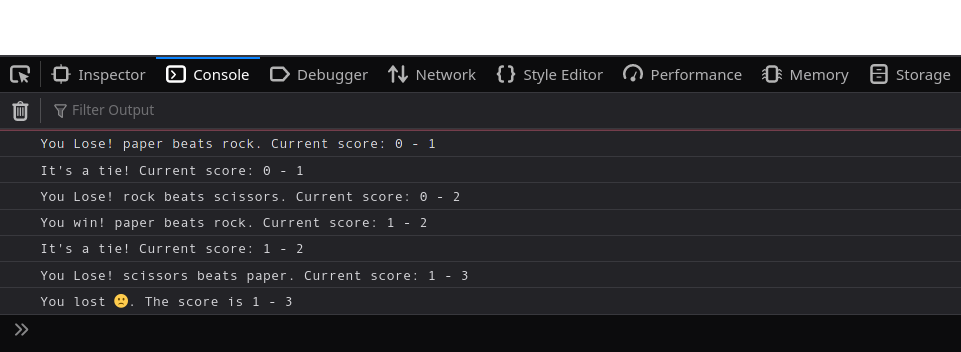 Inspector Console Debugger Network Style Editor Performance Memory Storage
Filter Output
You Lose! paper beats rock. Current score: 0 - 1
It's a tie! Current score: 0 - 1
You Lose! rock beats scissors. Current score: 0 - 2
You win! paper beats rock. Current score: 1 - 2
It's a tie! Current score: 1 - 2
You Lose! scissors beats paper. Current score: 1 - 3
You lost 🙁. The score is 1 - 3